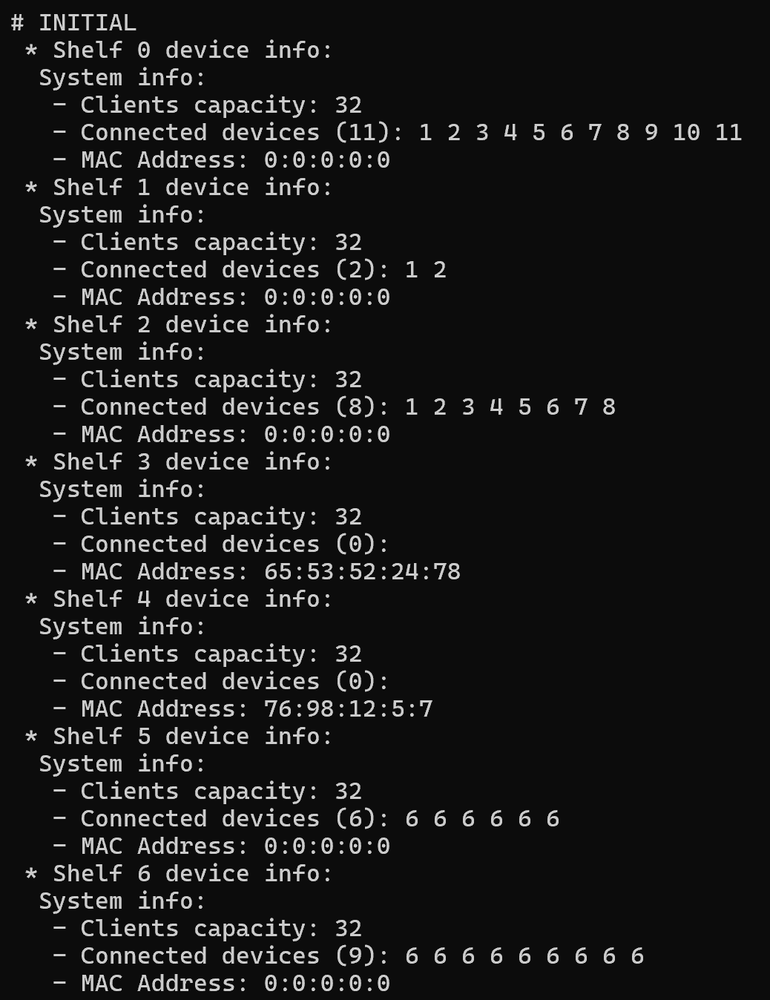 # INITIAL
 * Shelf 0 device info:
  System info:
   - Clients capacity: 32
   - Connected devices (11): 1 2 3 4 5 6 7 8 9 10 11
   - MAC Address: 0:0:0:0:0
 * Shelf 1 device info:
  System info:
   - Clients capacity: 32
   - Connected devices (2): 1 2
   - MAC Address: 0:0:0:0:0
 * Shelf 2 device info:
  System info:
   - Clients capacity: 32
   - Connected devices (8): 1 2 3 4 5 6 7 8
   - MAC Address: 0:0:0:0:0
 * Shelf 3 device info:
  System info:
   - Clients capacity: 32
   - Connected devices (0):
   - MAC Address: 65:53:52:24:78
 * Shelf 4 device info:
  System info:
   - Clients capacity: 32
   - Connected devices (0):
   - MAC Address: 76:98:12:5:7
 * Shelf 5 device info:
  System info:
   - Clients capacity: 32
   - Connected devices (6): 6 6 6 6 6 6
   - MAC Address: 0:0:0:0:0
 * Shelf 6 device info:
  System info:
   - Clients capacity: 32
   - Connected devices (9): 6 6 6 6 6 6 6 6 6
   - MAC Address: 0:0:0:0:0